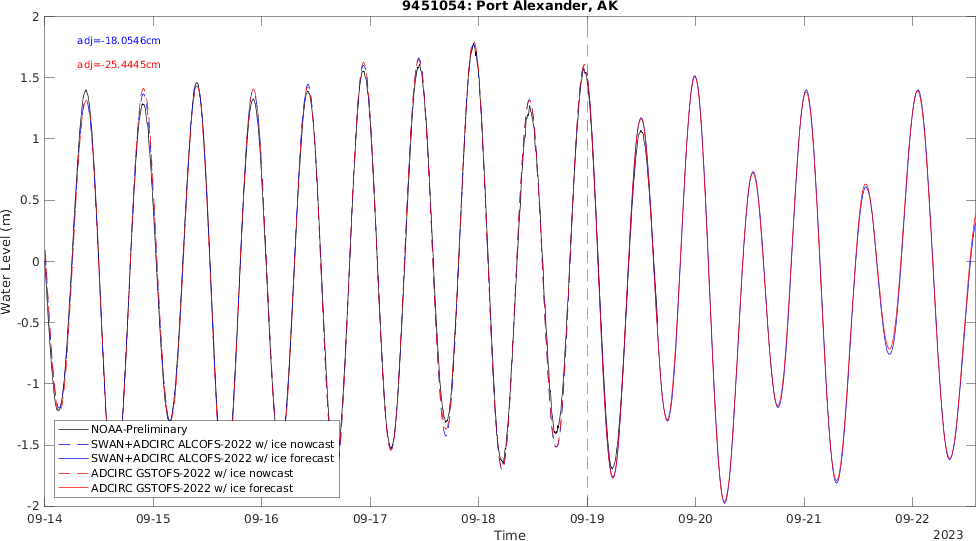 9451054: Port Alexander, AK
adj=-18.0546cm
adj=-25.4445cm
2
1.5
1
0.5
0
-0.5
-1
-1.5
-2
Water Level (m)
NOAA-Preliminary
SWAN+ADCIRC ALCOFS-2022 w/ ice nowcast
SWAN+ADCIRC ALCOFS-2022 w/ ice forecast
ADCIRC GSTOFS-2022 w/ ice nowcast
ADCIRC GSTOFS-2022 w/ ice forecast
09-14 09-15 09-16 09-17 09-18 09-19 09-20 09-21 09-22
Time
2023